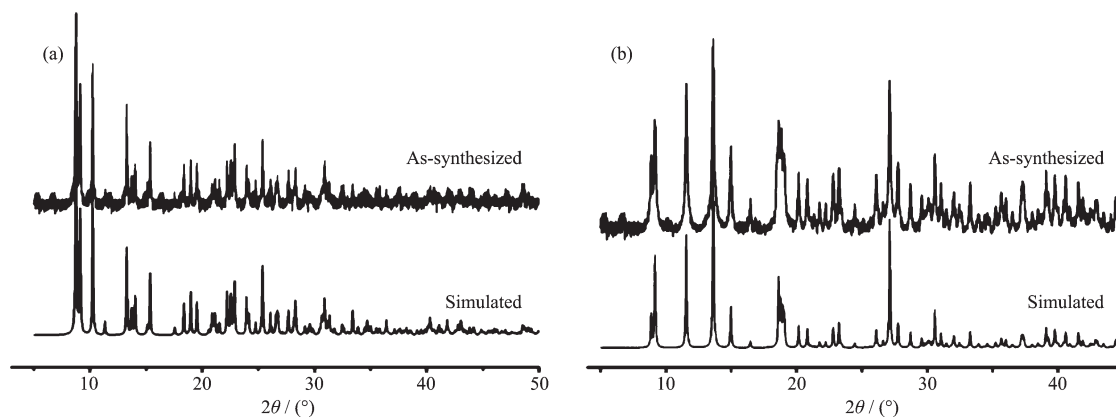 (a)
As-synthesized
Simulated
10 20 30 40 50
2θ / (°)
(b)
As-synthesized
Simulated
10 20 30 40
2θ / (°)